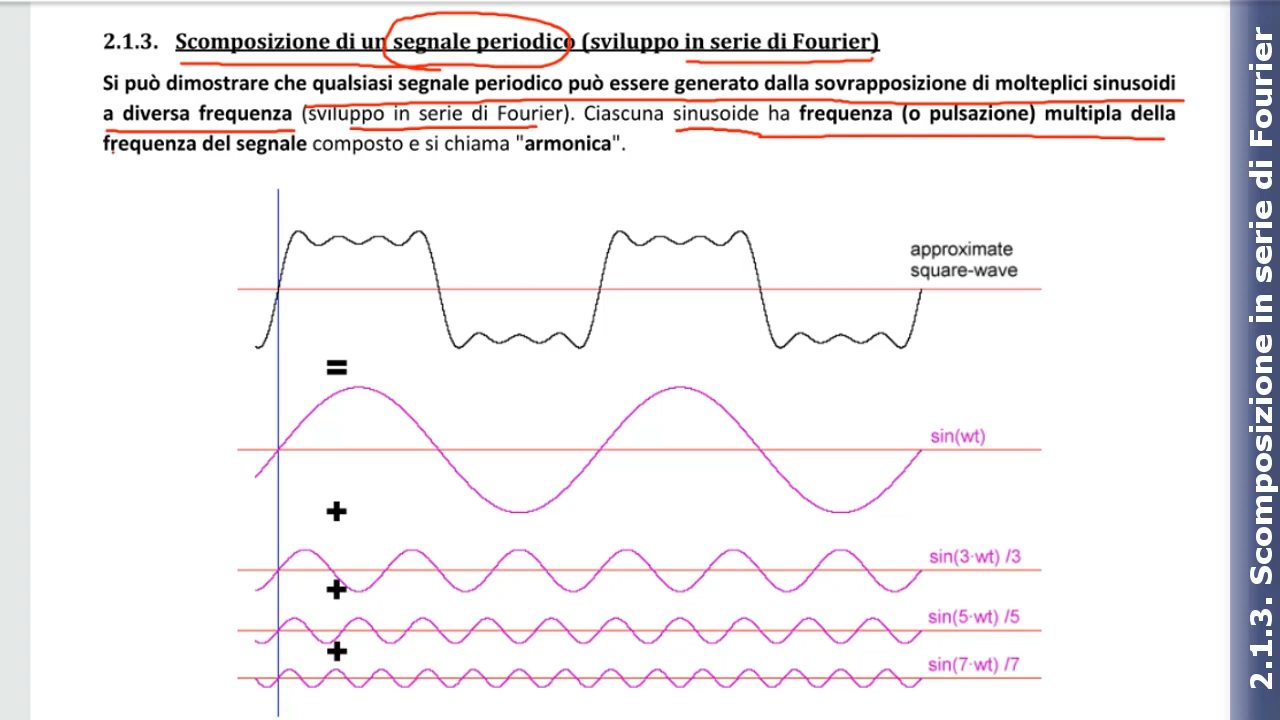 2.1.3. Scomposizione di un segnale periodico (sviluppo in serie di Fourier)
Si può dimostrare che qualsiasi segnale periodico può essere generato dalla sovrapposizione di molteplici sinusoidi
a diversa frequenza (sviluppo in serie di Fourier). Ciascuna sinusoide ha frequenza (o pulsazione) multipla della
frequenza del segnale composto e si chiama "armonica".
approximate
square-wave
=
sin(wt)
+
sin(3·wt) /3
+
sin(5·wt) /5
+
sin(7·wt) /7
2.1.3. Scomposizione in serie di Fourier